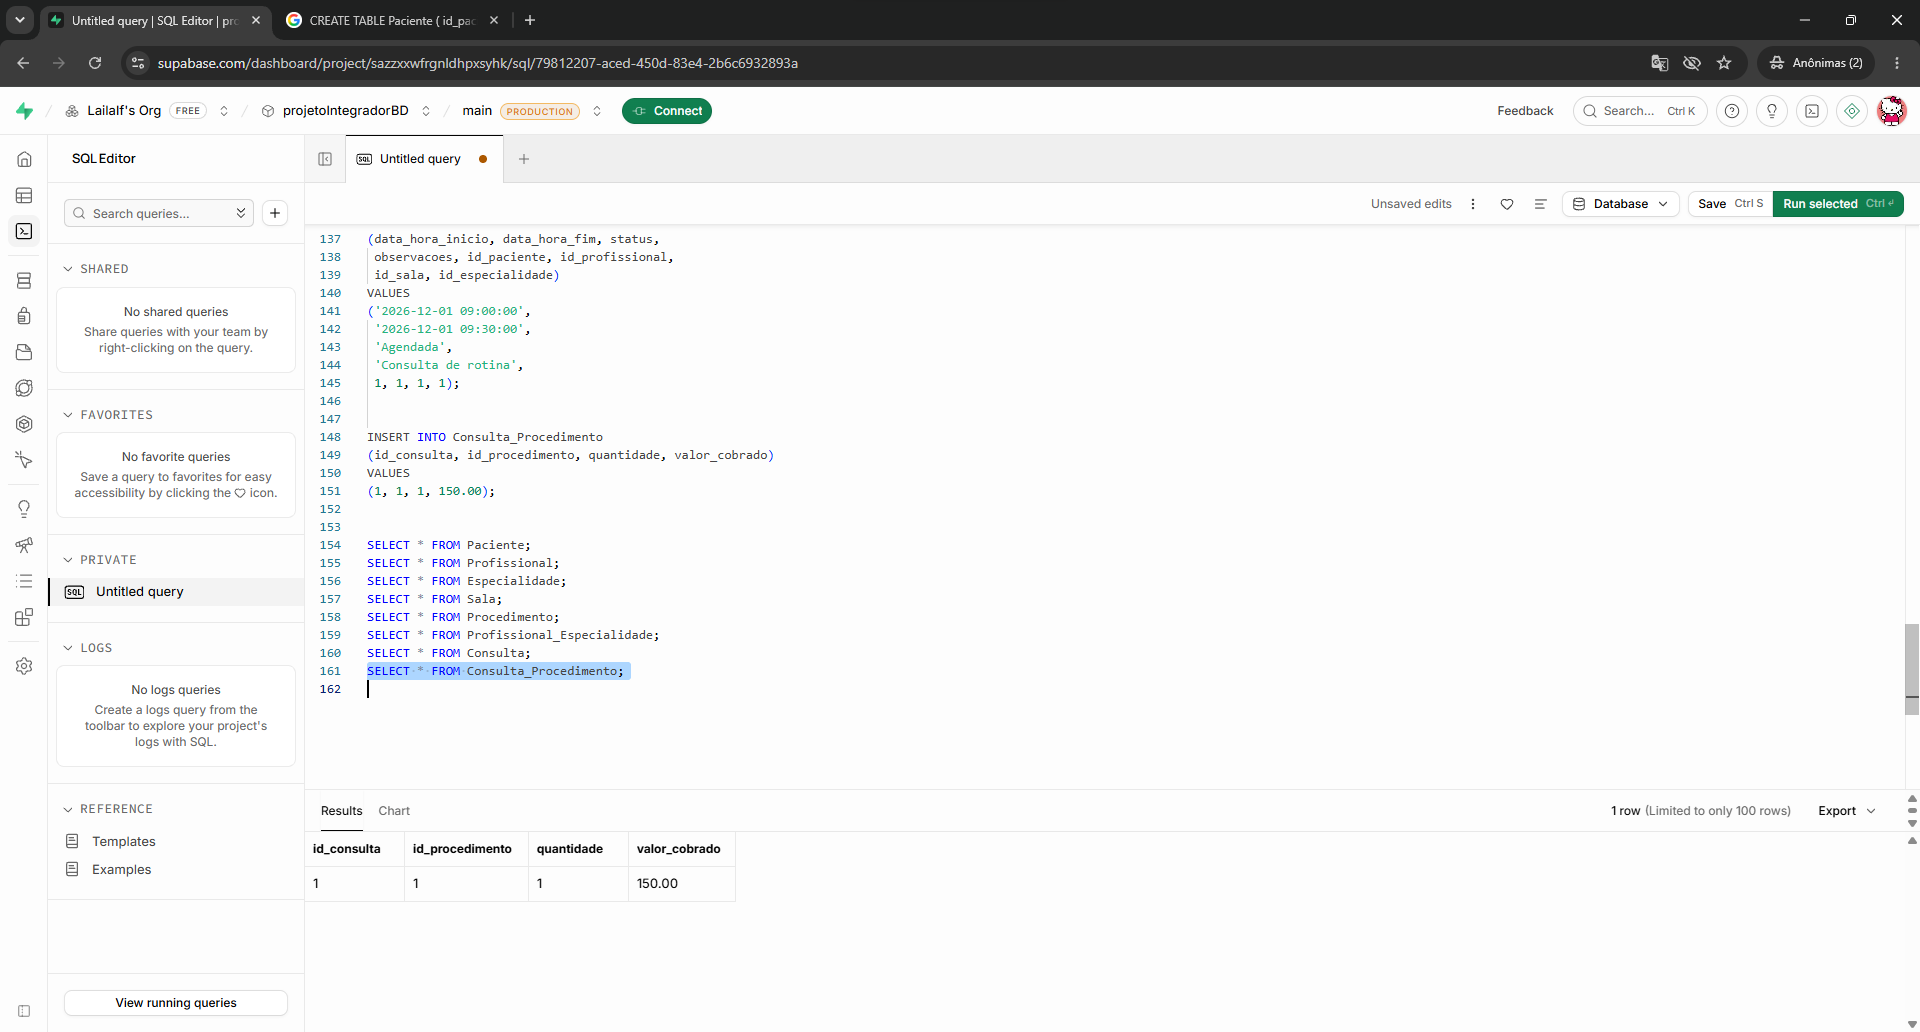 Untitled query | SQL Editor | pro
CREATE TABLE Paciente ( id_pac
supabase.com/dashboard/project/sazzxxwfrgnldhpxsyhk/sql/79812207-aced-450d-83e4-2b6c6932893a
Anônimas (2)
Lailalf's Org FREE / projetoIntegradorBD / main PRODUCTION Connect
Feedback Search... Ctrl K
SQL Editor
SQL Untitled query
Search queries...
Unsaved edits Database Save Ctrl S Run selected Ctrl ↵
SHARED
No shared queries
Share queries with your team by
right-clicking on the query.
FAVORITES
No favorite queries
Save a query to favorites for easy
accessibility by clicking the ♡ icon.
PRIVATE
SQL Untitled query
LOGS
No logs queries
Create a logs query from the
toolbar to explore your project's
logs with SQL.
REFERENCE
Templates
Examples
View running queries
137 (data_hora_inicio, data_hora_fim, status,
138 observacoes, id_paciente, id_profissional,
139 id_sala, id_especialidade)
140 VALUES
141 ('2026-12-01 09:00:00',
142 '2026-12-01 09:30:00',
143 'Agendada',
144 'Consulta de rotina',
145 1, 1, 1, 1);
146
147
148 INSERT INTO Consulta_Procedimento
149 (id_consulta, id_procedimento, quantidade, valor_cobrado)
150 VALUES
151 (1, 1, 1, 150.00);
152
153
154 SELECT * FROM Paciente;
155 SELECT * FROM Profissional;
156 SELECT * FROM Especialidade;
157 SELECT * FROM Sala;
158 SELECT * FROM Procedimento;
159 SELECT * FROM Profissional_Especialidade;
160 SELECT * FROM Consulta;
161 SELECT * FROM Consulta_Procedimento;
162
Results Chart
1 row (Limited to only 100 rows) Export
id_consulta id_procedimento quantidade valor_cobrado
1 1 1 150.00